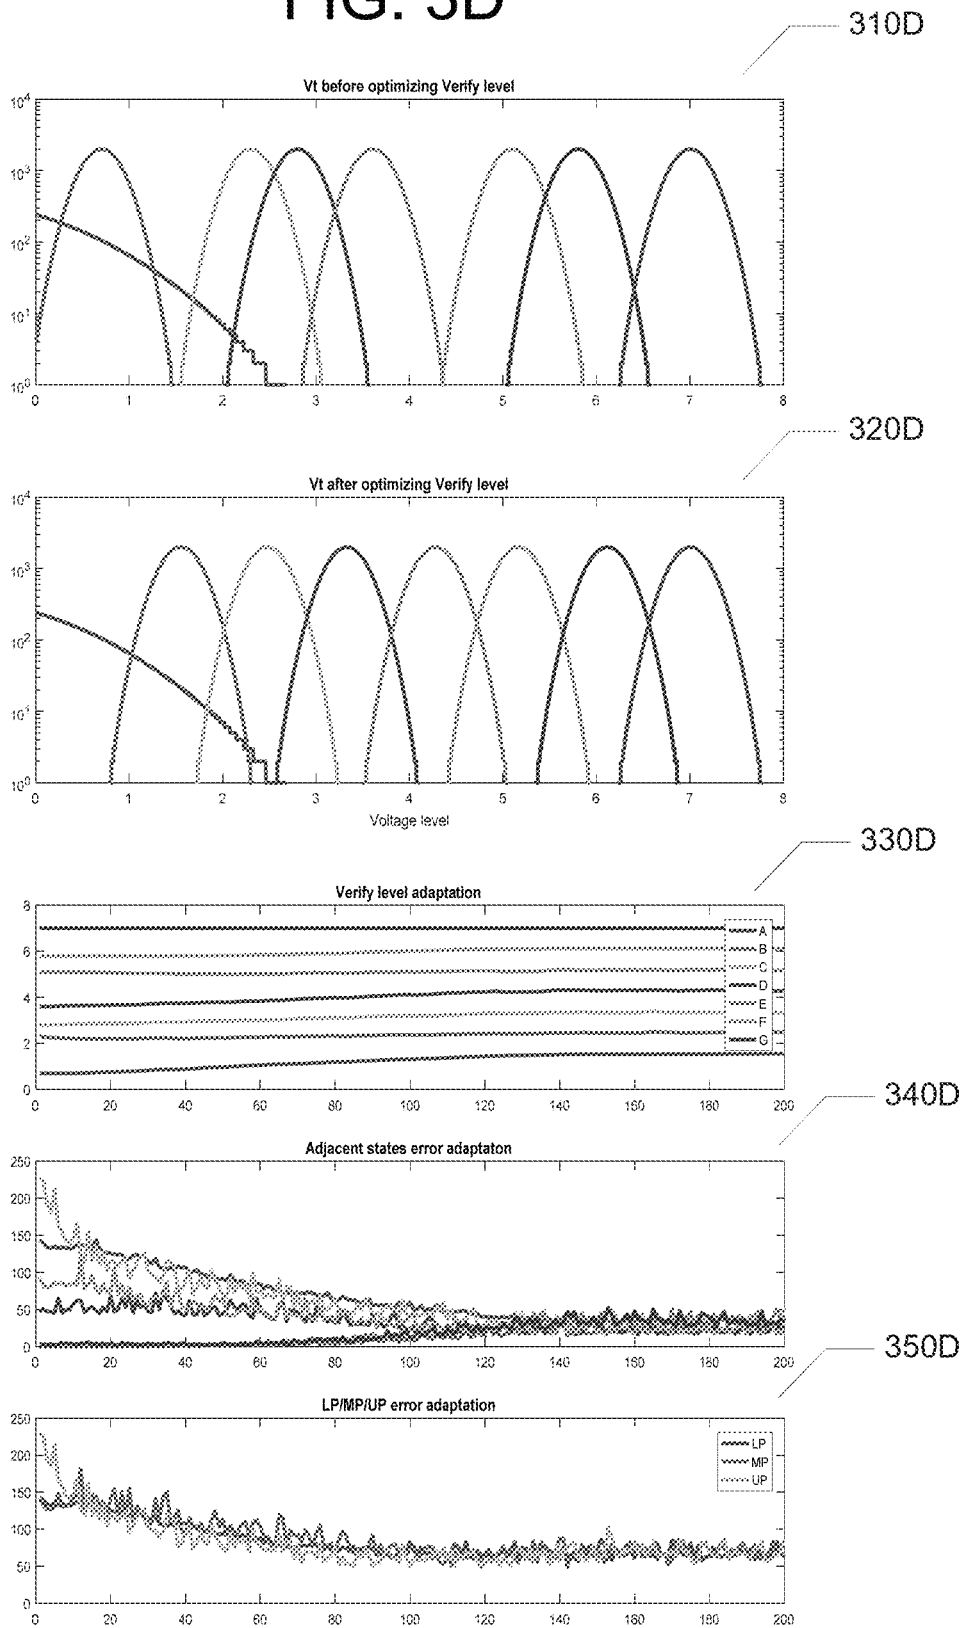 FIG. 3D
310D
Vt before optimizing Verify level
10^4
10^3
10^2
10^1
10^0
0 1 2 3 4 5 6 7 8
320D
Vt after optimizing Verify level
10^4
10^3
10^2
10^1
10^0
0 1 2 3 4 5 6 7 8
Voltage level
330D
Verify level adaptation
8
6
4
2
0
A
B
C
D
E
F
G
0 20 40 60 80 100 120 140 160 180 200
340D
Adjacent states error adaptaton
250
200
150
100
50
0
0 20 40 60 80 100 120 140 160 180 200
350D
LP/MP/UP error adaptation
250
200
150
100
50
0
LP
MP
UP
0 20 40 60 80 100 120 140 160 180 200